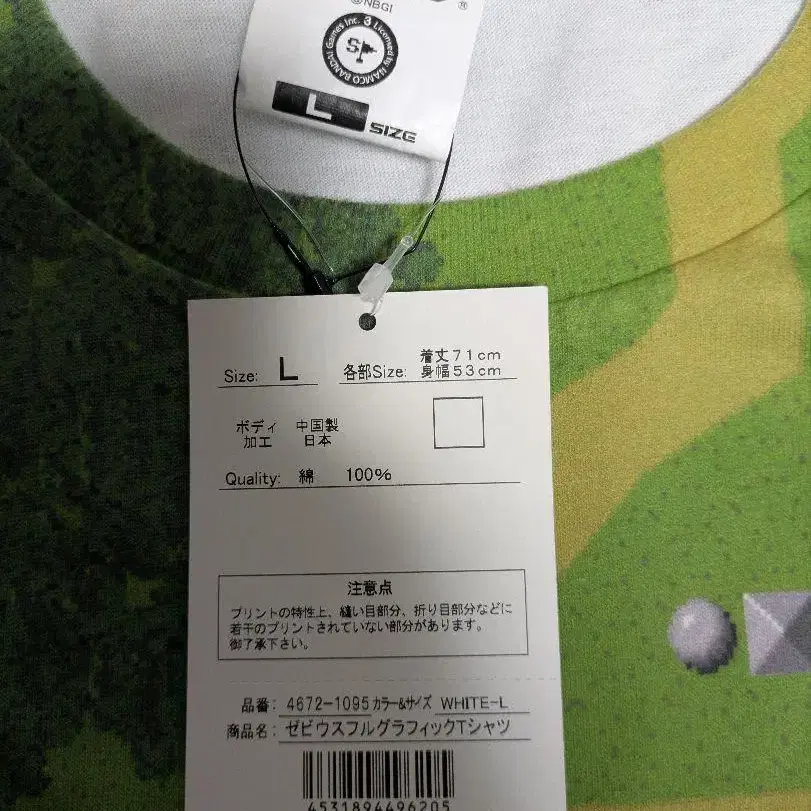 ©NBGI
®
Games Inc. 3 Licensed by NAMCO BANDAI
L SIZE
Size: L 各部Size: 着丈71cm
身幅53cm
ボディ 中国製
加工 日本
Quality: 綿 100%
注意点
プリントの特性上、縫い目部分、折り目部分などに
若干のプリントされていない部分があります。
御了承下さい。
品番: 4672-1095 カラー&サイズ WHITE-L
商品名: ゼビウスフルグラフィックTシャツ
4531894496205